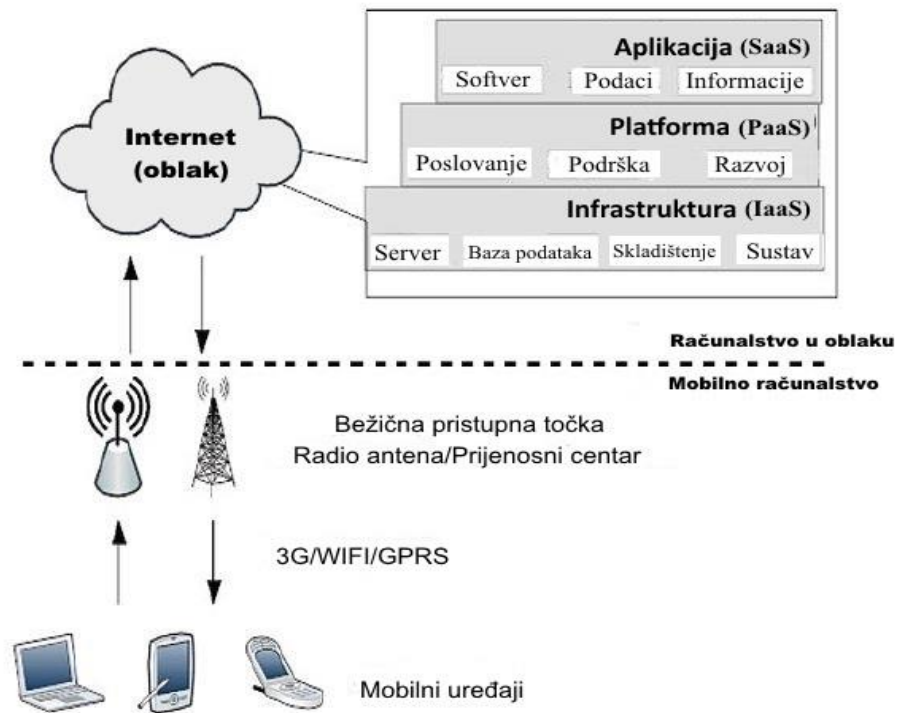 Aplikacija (SaaS)
Softver Podaci Informacije
Platforma (PaaS)
Poslovanje Podrška Razvoj
Infrastruktura (IaaS)
Server Baza podataka Skladištenje Sustav
Internet
(oblak)
Računalstvo u oblaku
Mobilno računalstvo
Bežična pristupna točka
Radio antena/Prijenosni centar
3G/WIFI/GPRS
Mobilni uređaji